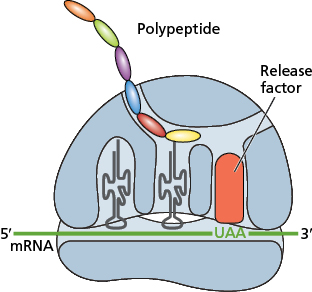 Polypeptide
Release
factor
5′
mRNA
UAA
3′